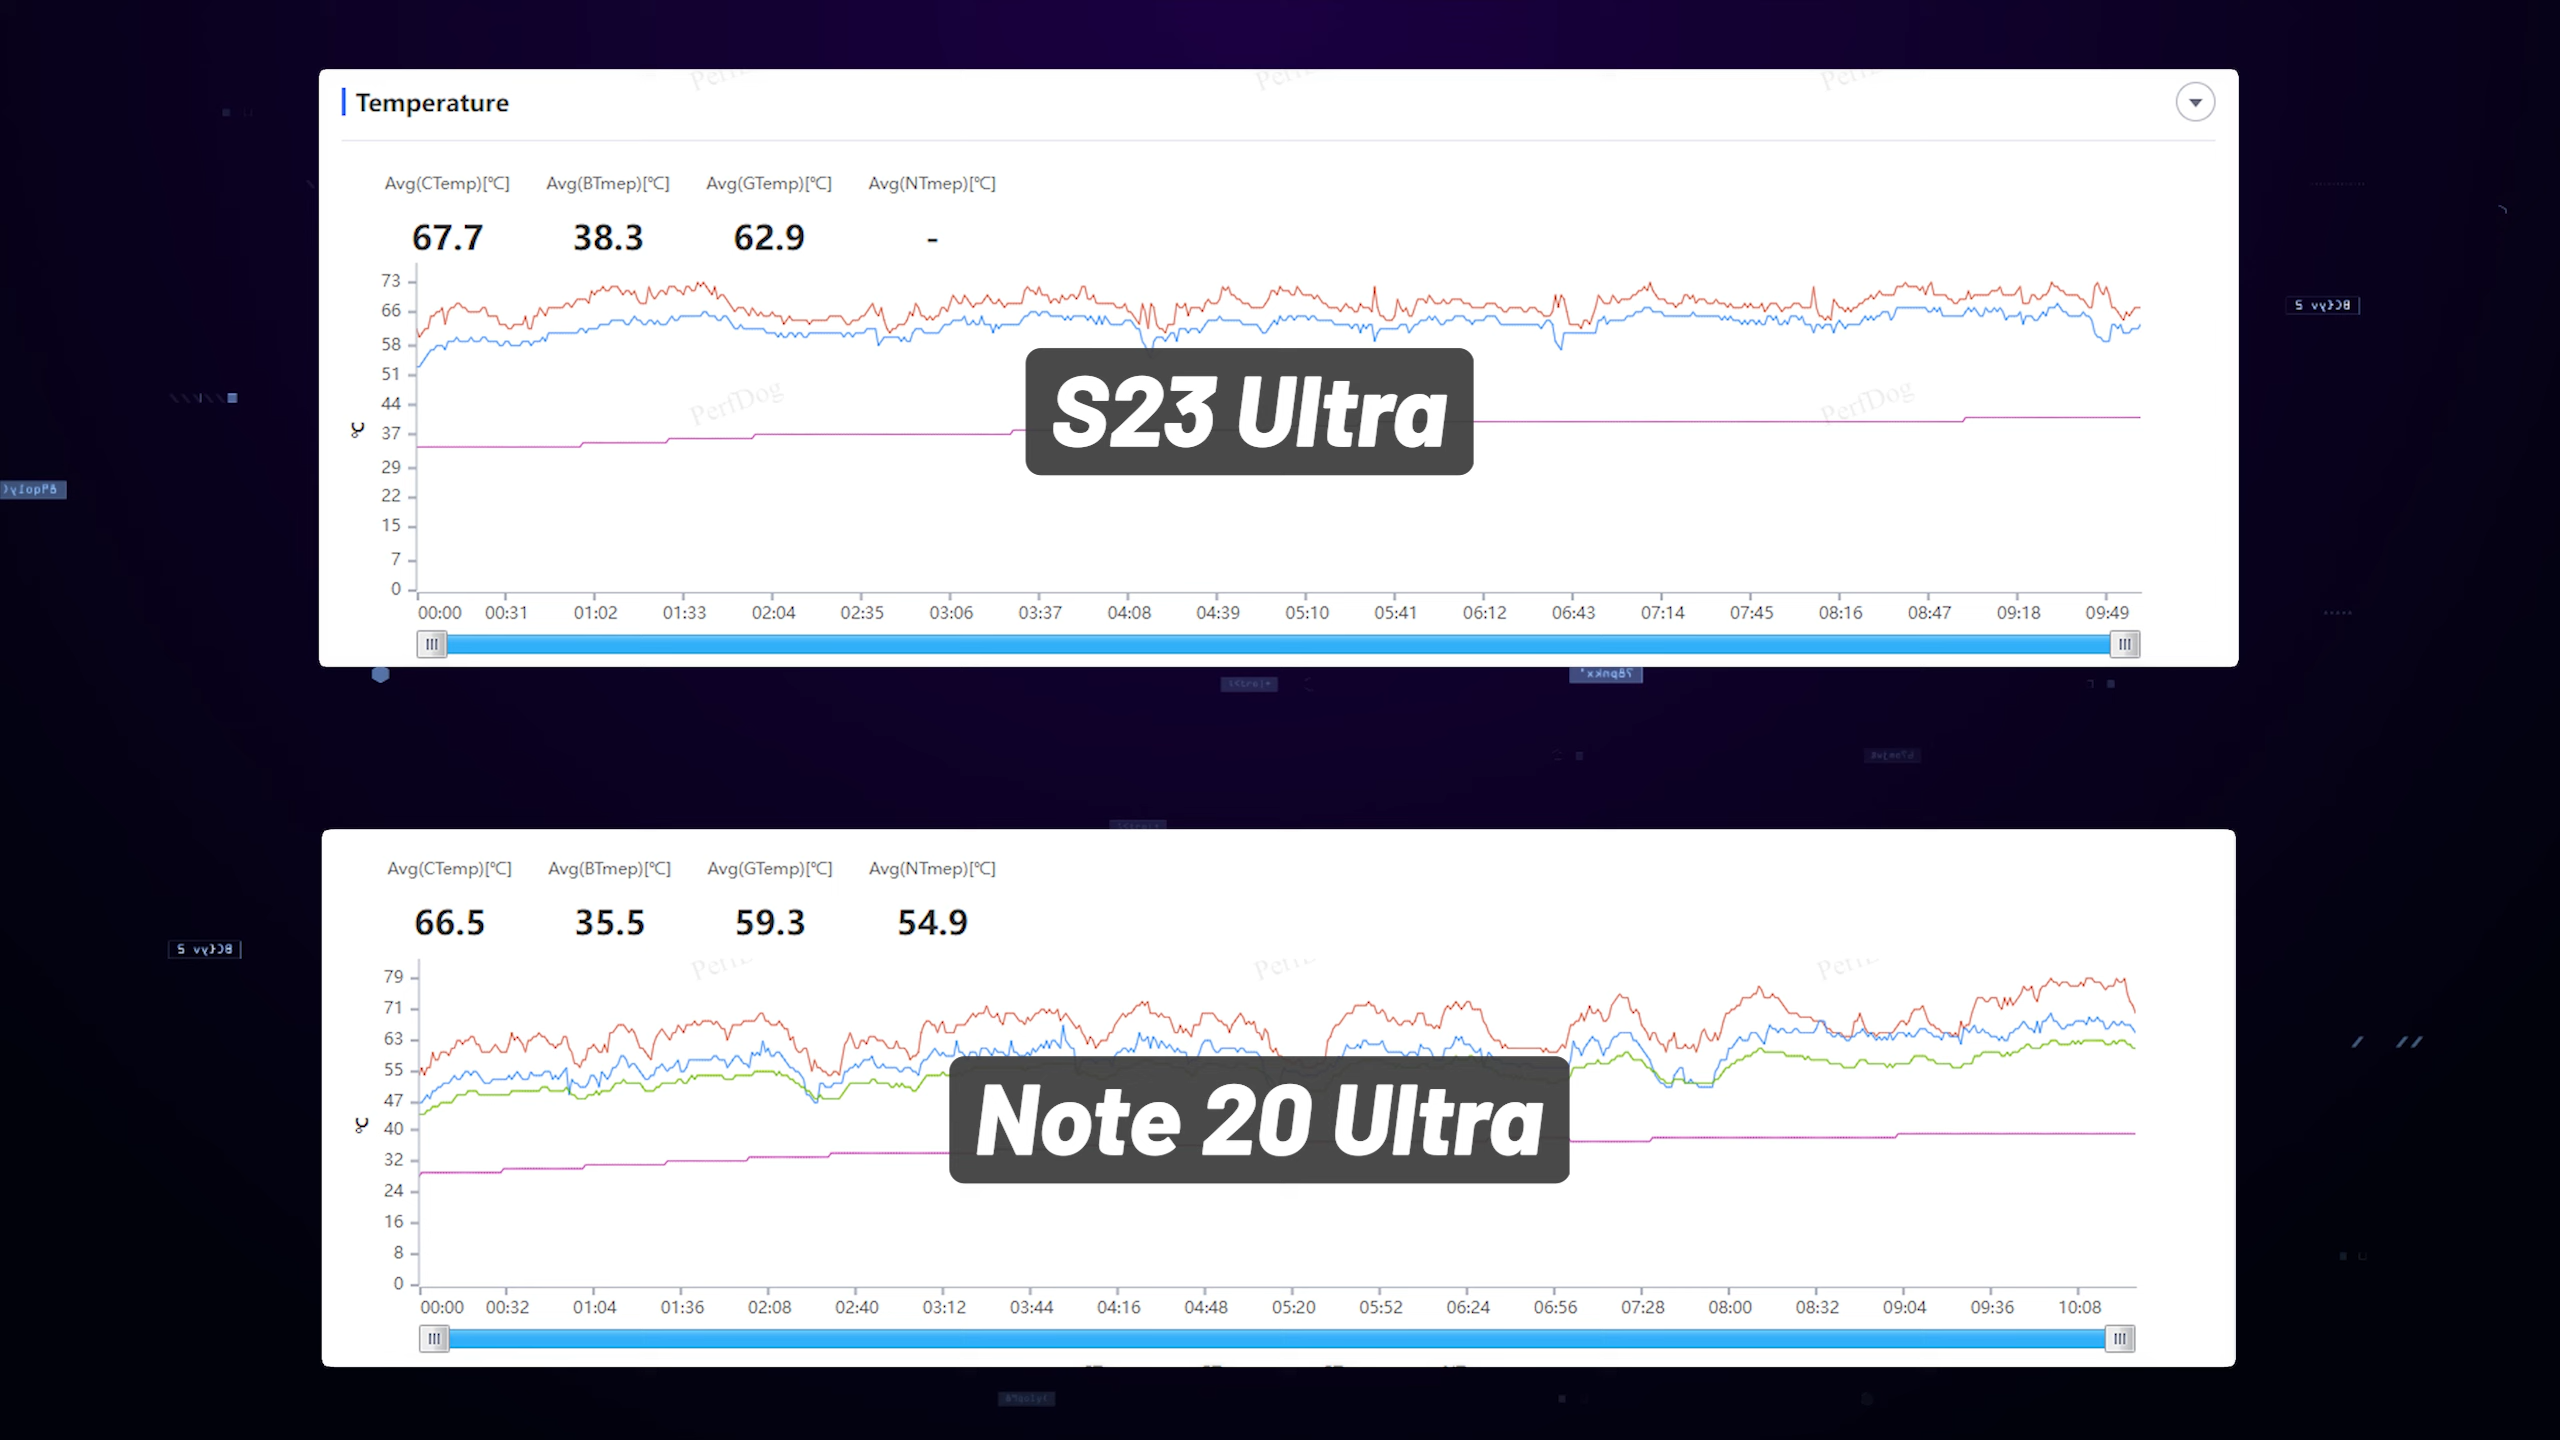 Temperature
Avg(CTemp)[℃] Avg(BTmep)[℃] Avg(GTemp)[℃] Avg(NTmep)[℃]
67.7 38.3 62.9 -
73
66
58
51
44
37
29
22
15
7
0
℃
PerfDog
PerfDog
S23 Ultra
00:00 00:31 01:02 01:33 02:04 02:35 03:06 03:37 04:08 04:39 05:10 05:41 06:12 06:43 07:14 07:45 08:16 08:47 09:18 09:49
Avg(CTemp)[℃] Avg(BTmep)[℃] Avg(GTemp)[℃] Avg(NTmep)[℃]
66.5 35.5 59.3 54.9
79
71
63
55
47
40
32
24
16
8
0
℃
Note 20 Ultra
00:00 00:32 01:04 01:36 02:08 02:40 03:12 03:44 04:16 04:48 05:20 05:52 06:24 06:56 07:28 08:00 08:32 09:04 09:36 10:08